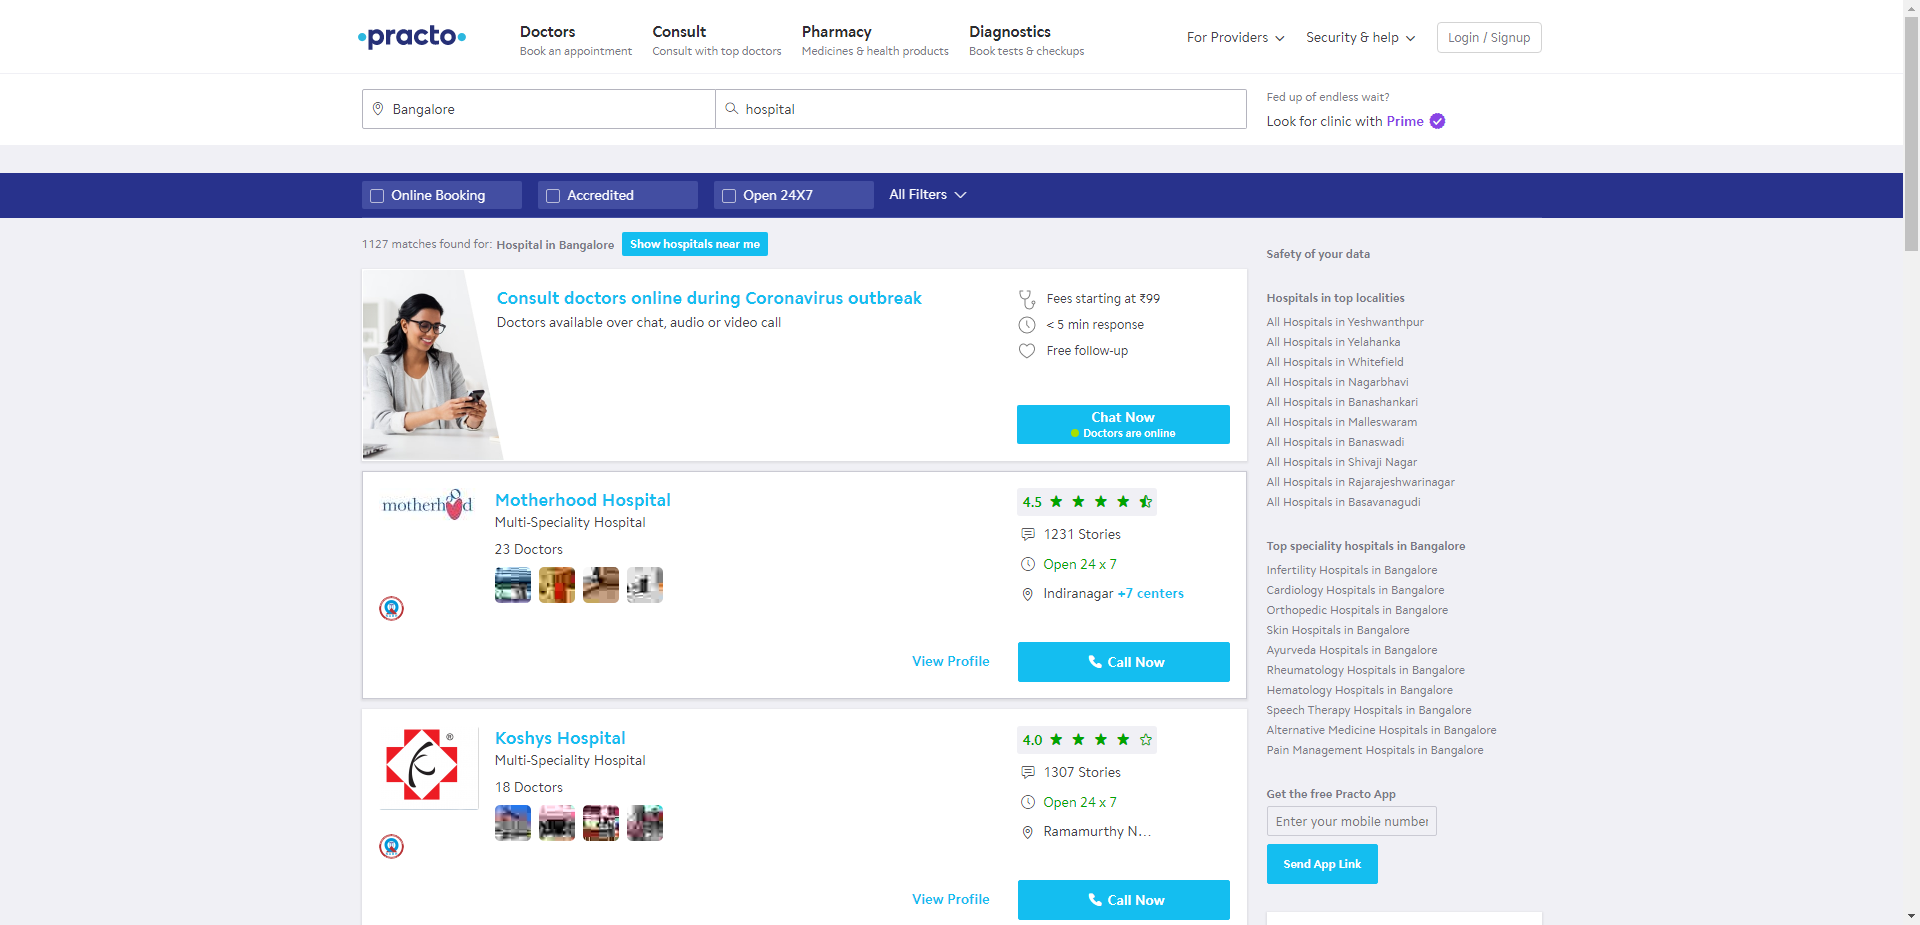 practo
Doctors
Book an appointment
Consult
Consult with top doctors
Pharmacy
Medicines & health products
Diagnostics
Book tests & checkups
For Providers
Security & help
Login / Signup
Bangalore
hospital
Fed up of endless wait?
Look for clinic with Prime
Online Booking
Accredited
Open 24X7
All Filters
1127 matches found for: Hospital in Bangalore
Show hospitals near me
Consult doctors online during Coronavirus outbreak
Doctors available over chat, audio or video call
Fees starting at ₹99
< 5 min response
Free follow-up
Chat Now
Doctors are online
motherhood
Motherhood Hospital
Multi-Speciality Hospital
23 Doctors
4.5
1231 Stories
Open 24 x 7
Indiranagar +7 centers
View Profile
Call Now
®
Koshys Hospital
Multi-Speciality Hospital
18 Doctors
4.0
1307 Stories
Open 24 x 7
Ramamurthy N...
View Profile
Call Now
Safety of your data
Hospitals in top localities
All Hospitals in Yeshwanthpur
All Hospitals in Yelahanka
All Hospitals in Whitefield
All Hospitals in Nagarbhavi
All Hospitals in Banashankari
All Hospitals in Malleswaram
All Hospitals in Banaswadi
All Hospitals in Shivaji Nagar
All Hospitals in Rajarajeshwarinagar
All Hospitals in Basavanagudi
Top speciality hospitals in Bangalore
Infertility Hospitals in Bangalore
Cardiology Hospitals in Bangalore
Orthopedic Hospitals in Bangalore
Skin Hospitals in Bangalore
Ayurveda Hospitals in Bangalore
Rheumatology Hospitals in Bangalore
Hematology Hospitals in Bangalore
Speech Therapy Hospitals in Bangalore
Alternative Medicine Hospitals in Bangalore
Pain Management Hospitals in Bangalore
Get the free Practo App
Enter your mobile number
Send App Link